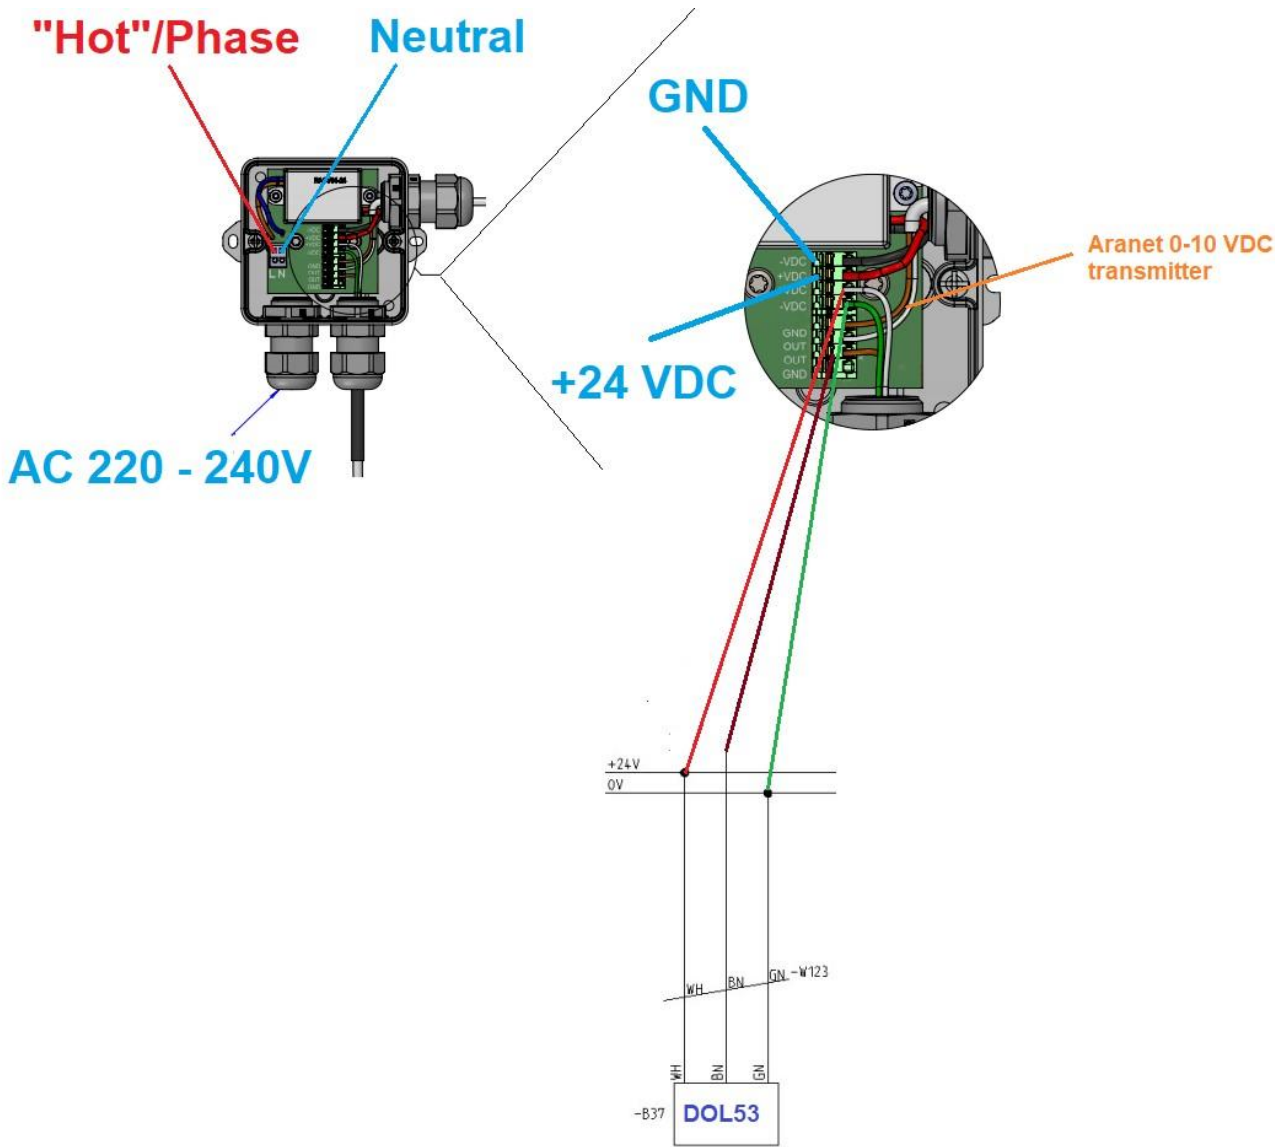 "Hot"/Phase
Neutral
GND
L N
AC 220 - 240V
-VDC
+VDC
+VDC
-VDC
GND
OUT
OUT
GND
Aranet 0-10 VDC
transmitter
+24 VDC
+24V
0V
WH
BN
GN
-W123
WH
BN
GN
-B37
DOL53